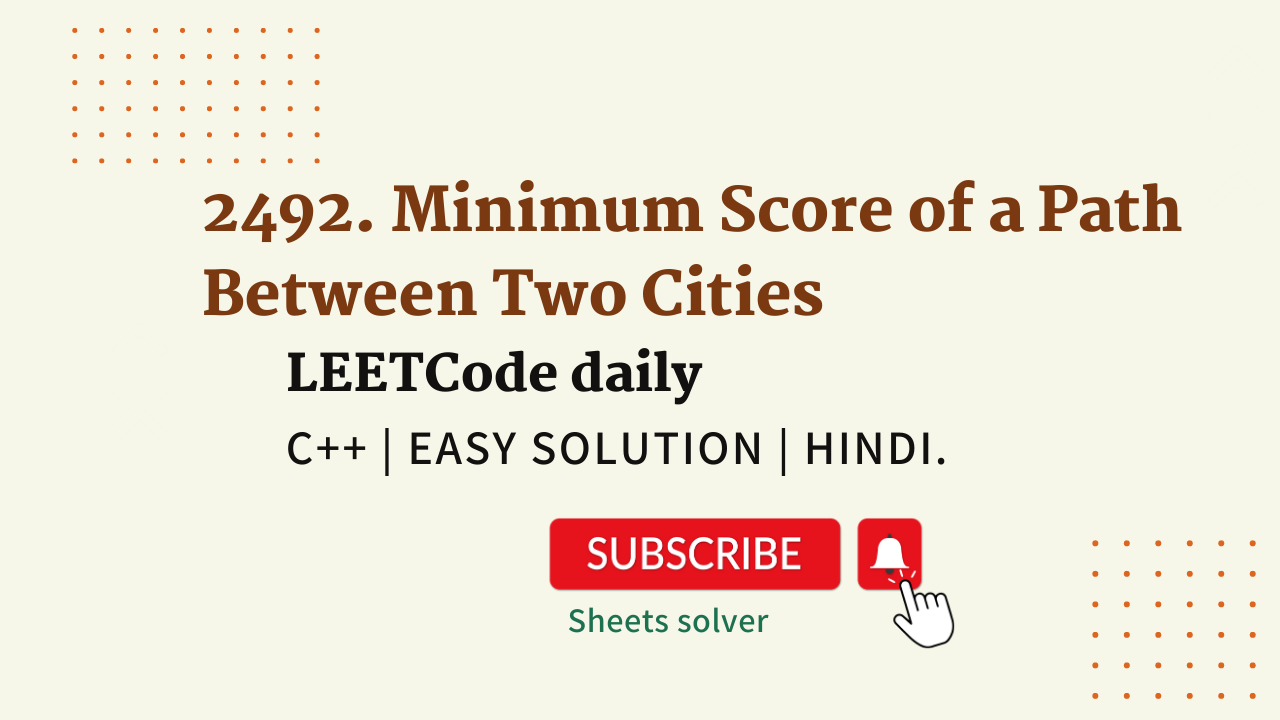 2492. Minimum Score of a Path
Between Two Cities
LEETCode daily
C++ | EASY SOLUTION | HINDI.
SUBSCRIBE
Sheets solver